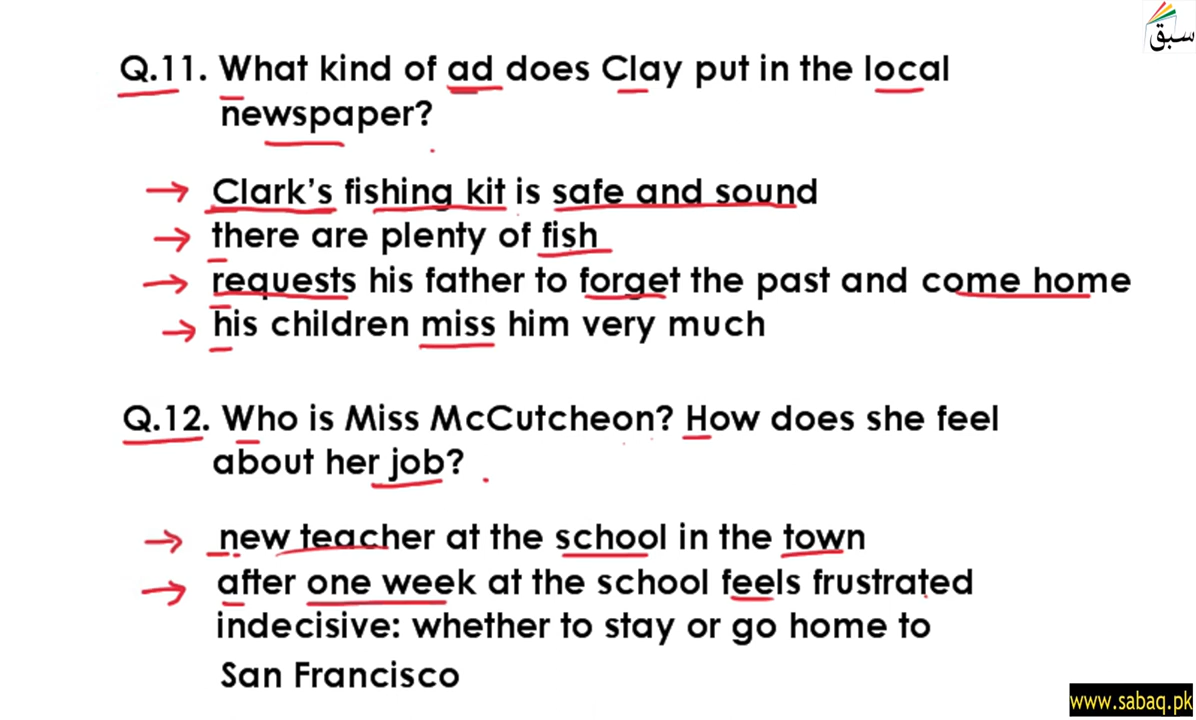 سبق
Q.11. What kind of ad does Clay put in the local
newspaper?
→ Clark's fishing kit is safe and sound
→ there are plenty of fish
→ requests his father to forget the past and come home
→ his children miss him very much
Q.12. Who is Miss McCutcheon? How does she feel
about her job?
→ new teacher at the school in the town
→ after one week at the school feels frustrated
indecisive: whether to stay or go home to
San Francisco
www.sabaq.pk